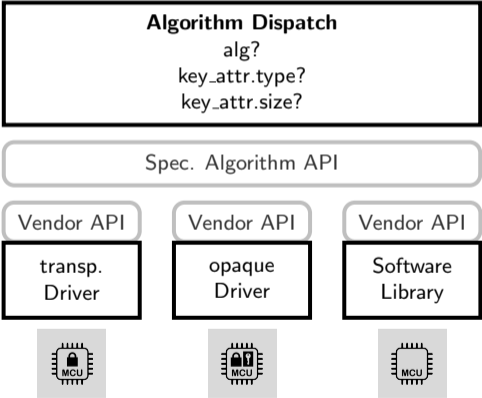 Algorithm Dispatch
alg?
key_attr.type?
key_attr.size?
Spec. Algorithm API
Vendor API
Vendor API
Vendor API
transp.
Driver
opaque
Driver
Software
Library
MCU
MCU
MCU